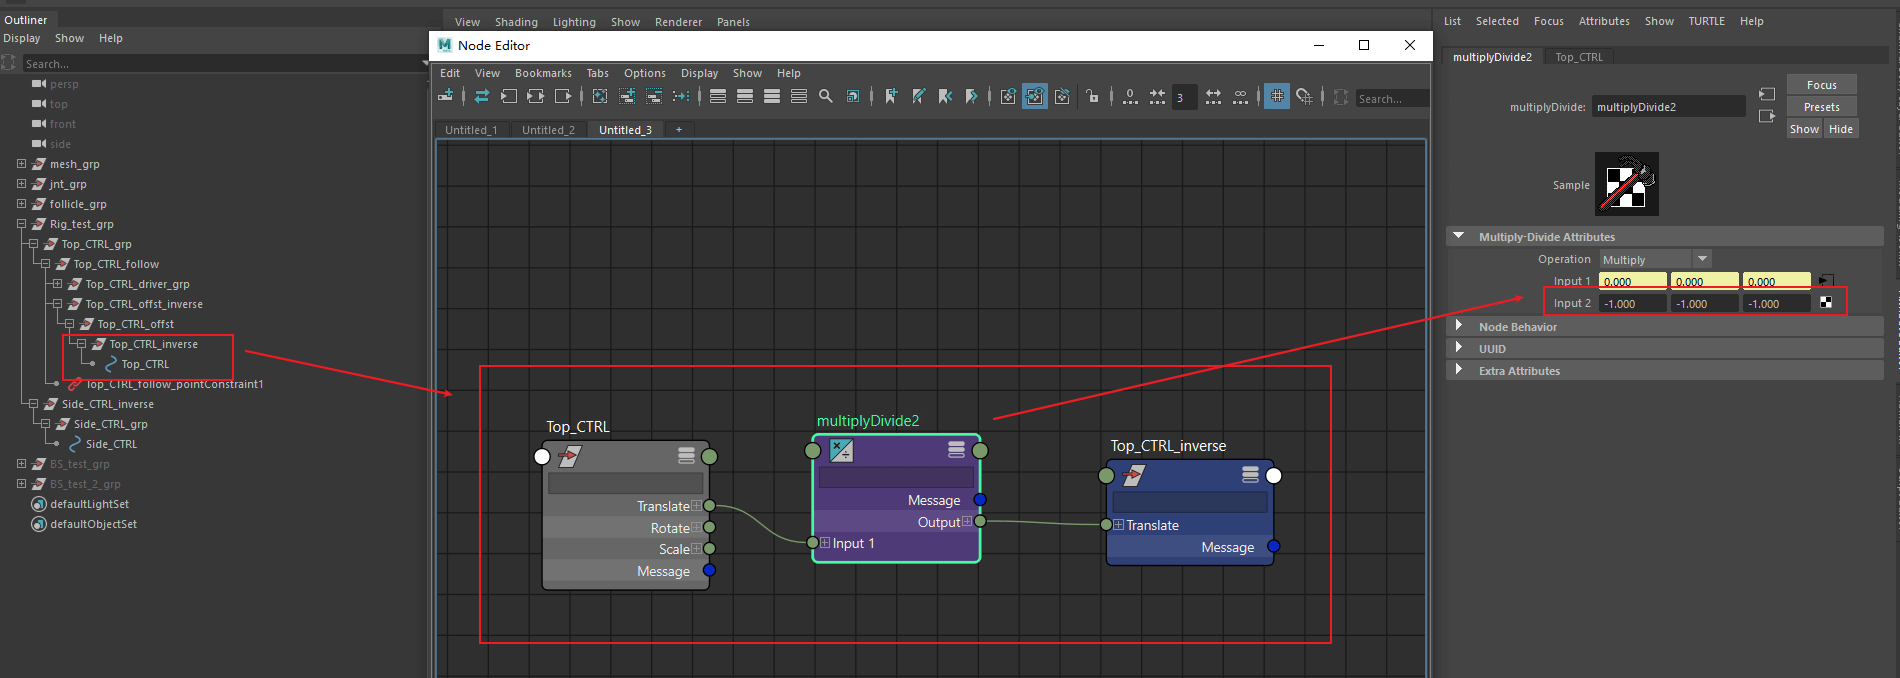 Outliner
Display Show Help
Search...
persp
top
front
side
mesh_grp
jnt_grp
follicle_grp
Rig_test_grp
Top_CTRL_grp
Top_CTRL_follow
Top_CTRL_driver_grp
Top_CTRL_offst_inverse
Top_CTRL_offst
Top_CTRL_inverse
Top_CTRL
Top_CTRL_follow_pointConstraint1
Side_CTRL_inverse
Side_CTRL_grp
Side_CTRL
BS_test_grp
BS_test_2_grp
defaultLightSet
defaultObjectSet
View Shading Lighting Show Renderer Panels
Node Editor
Edit View Bookmarks Tabs Options Display Show Help
0 3 ∞ Search...
Untitled_1 Untitled_2 Untitled_3 +
Top_CTRL
Translate
Rotate
Scale
Message
multiplyDivide2
Message
Output
Input 1
Top_CTRL_inverse
Translate
Message
List Selected Focus Attributes Show TURTLE Help
multiplyDivide2 Top_CTRL
Focus
multiplyDivide: multiplyDivide2 Presets
Show Hide
Sample
Multiply-Divide Attributes
Operation Multiply
Input 1 0.000 0.000 0.000
Input 2 -1.000 -1.000 -1.000
Node Behavior
UUID
Extra Attributes